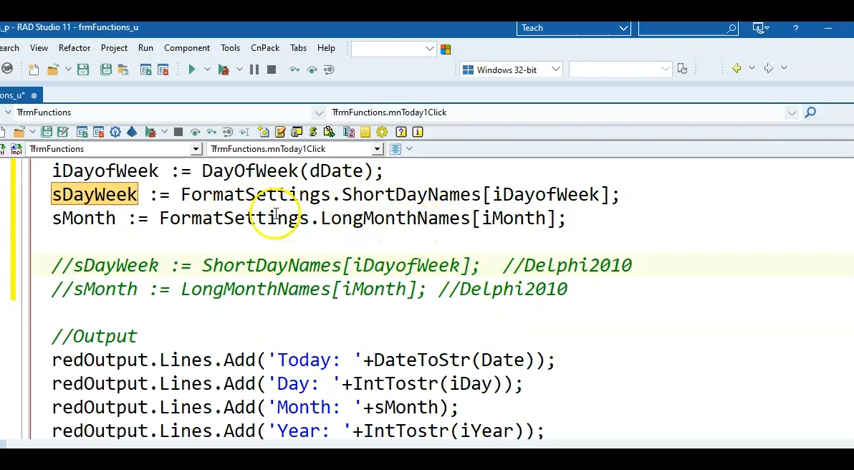 s_p - RAD Studio 11 - frmFunctions_u
Teach
earch View Refactor Project Run Component Tools CnPack Tabs Help
Windows 32-bit
ons_u*
TfrmFunctions
TfrmFunctions.mnToday1Click
TfrmFunctions
TfrmFunctions.mnToday1Click
iDayofWeek := DayOfWeek(dDate);
sDayWeek := FormatSettings.ShortDayNames[iDayofWeek];
sMonth := FormatSettings.LongMonthNames[iMonth];
//sDayWeek := ShortDayNames[iDayofWeek]; //Delphi2010
//sMonth := LongMonthNames[iMonth]; //Delphi2010
//Output
redOutput.Lines.Add('Today: '+DateToStr(Date));
redOutput.Lines.Add('Day: '+IntTostr(iDay));
redOutput.Lines.Add('Month: '+sMonth);
redOutput.Lines.Add('Year: '+IntTostr(iYear));